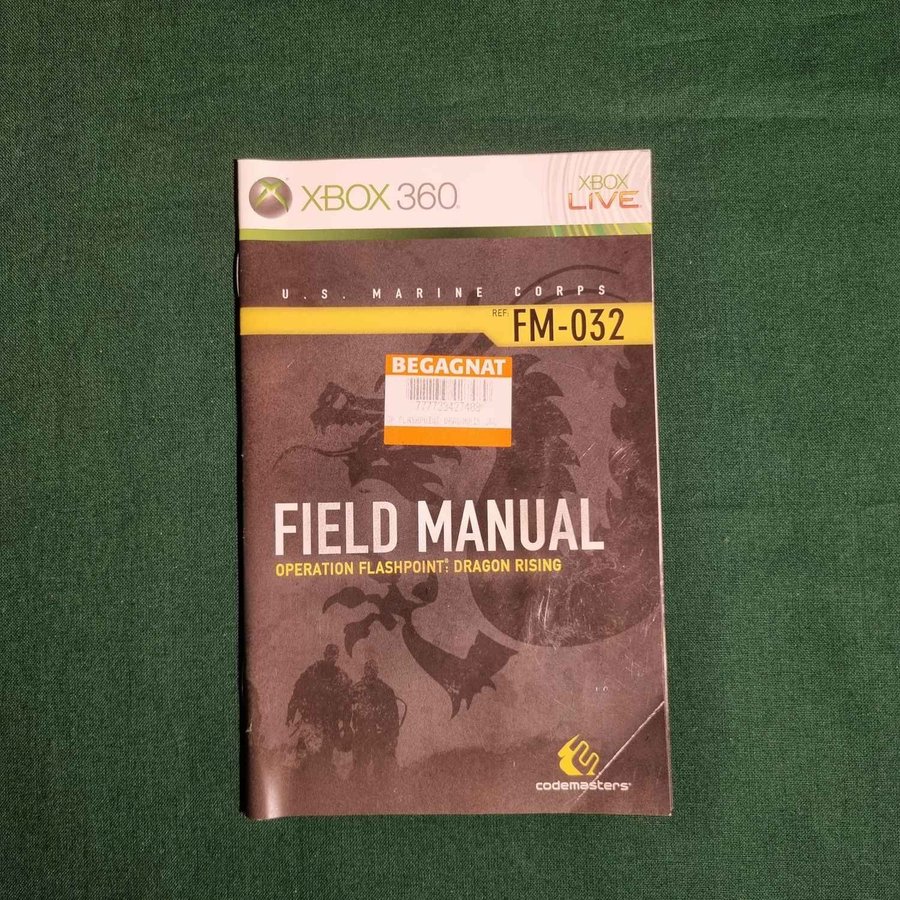 XBOX 360
XBOX
LIVE
U.S. MARINE CORPS
REF:
FM-032
BEGAGNAT
FIELD MANUAL
OPERATION FLASHPOINT: DRAGON RISING
codemasters